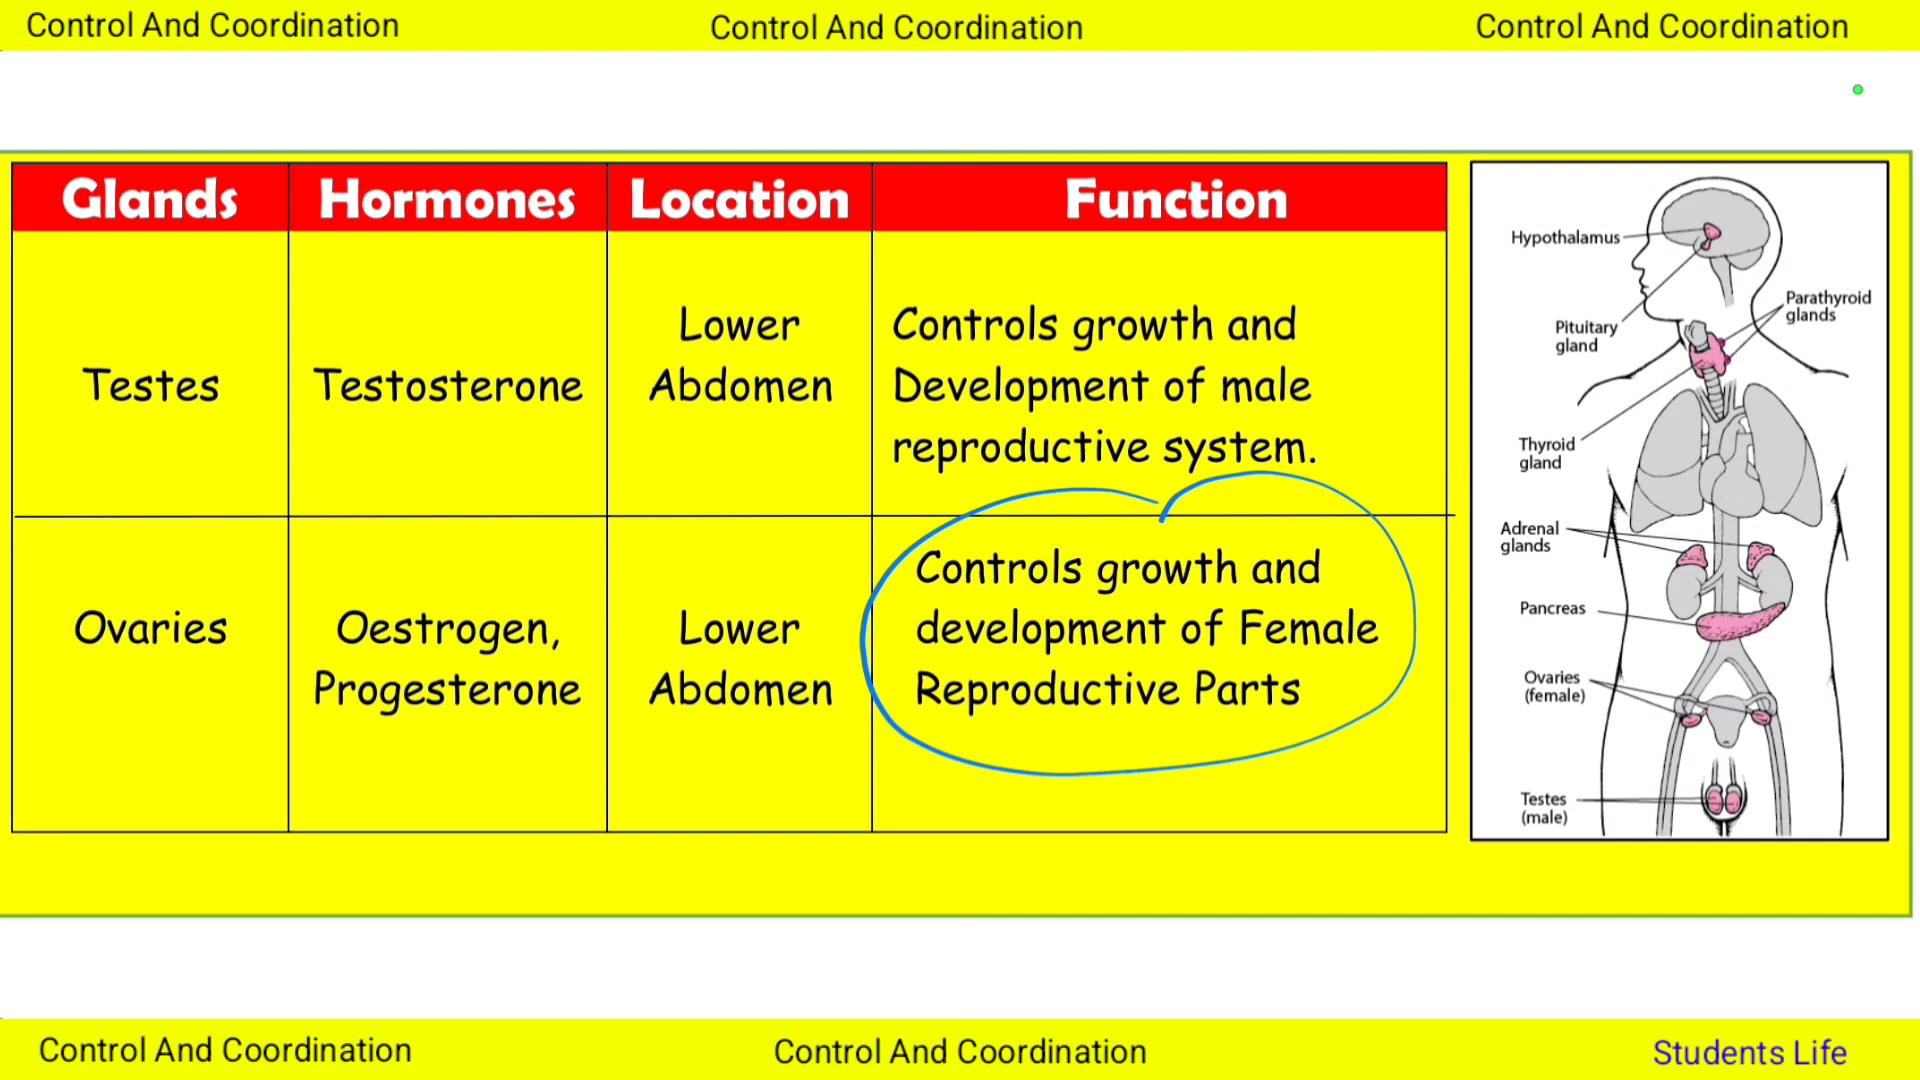 Control And Coordination
Control And Coordination
Control And Coordination
Glands
Hormones
Location
Function
Testes
Testosterone
Lower
Abdomen
Controls growth and
Development of male
reproductive system.
Ovaries
Oestrogen,
Progesterone
Lower
Abdomen
Controls growth and
development of Female
Reproductive Parts
Hypothalamus
Parathyroid
glands
Pituitary
gland
Thyroid
gland
Adrenal
glands
Pancreas
Ovaries
(female)
Testes
(male)
Control And Coordination
Control And Coordination
Students Life